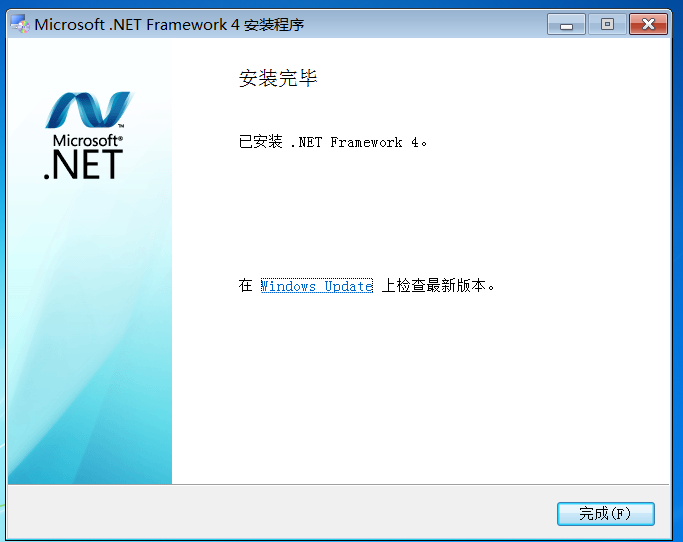 Microsoft .NET Framework 4 安装程序
安装完毕
Microsoft®
.NET™
已安装 .NET Framework 4。
在 Windows Update 上检查最新版本。
完成(F)